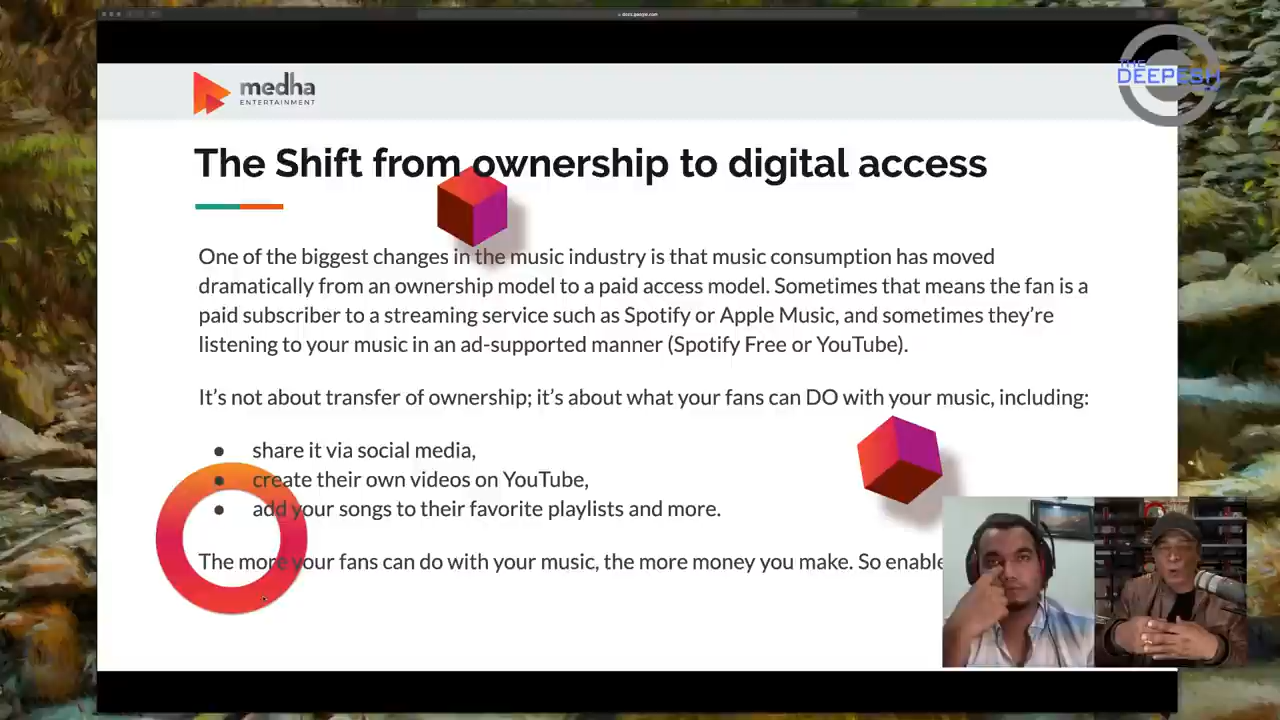 docs.google.com
THE
DEEPESH
medha
ENTERTAINMENT
The Shift from ownership to digital access
One of the biggest changes in the music industry is that music consumption has moved
dramatically from an ownership model to a paid access model. Sometimes that means the fan is a
paid subscriber to a streaming service such as Spotify or Apple Music, and sometimes they’re
listening to your music in an ad-supported manner (Spotify Free or YouTube).
It’s not about transfer of ownership; it’s about what your fans can DO with your music, including:
● share it via social media,
● create their own videos on YouTube,
● add your songs to their favorite playlists and more.
The more your fans can do with your music, the more money you make. So enable